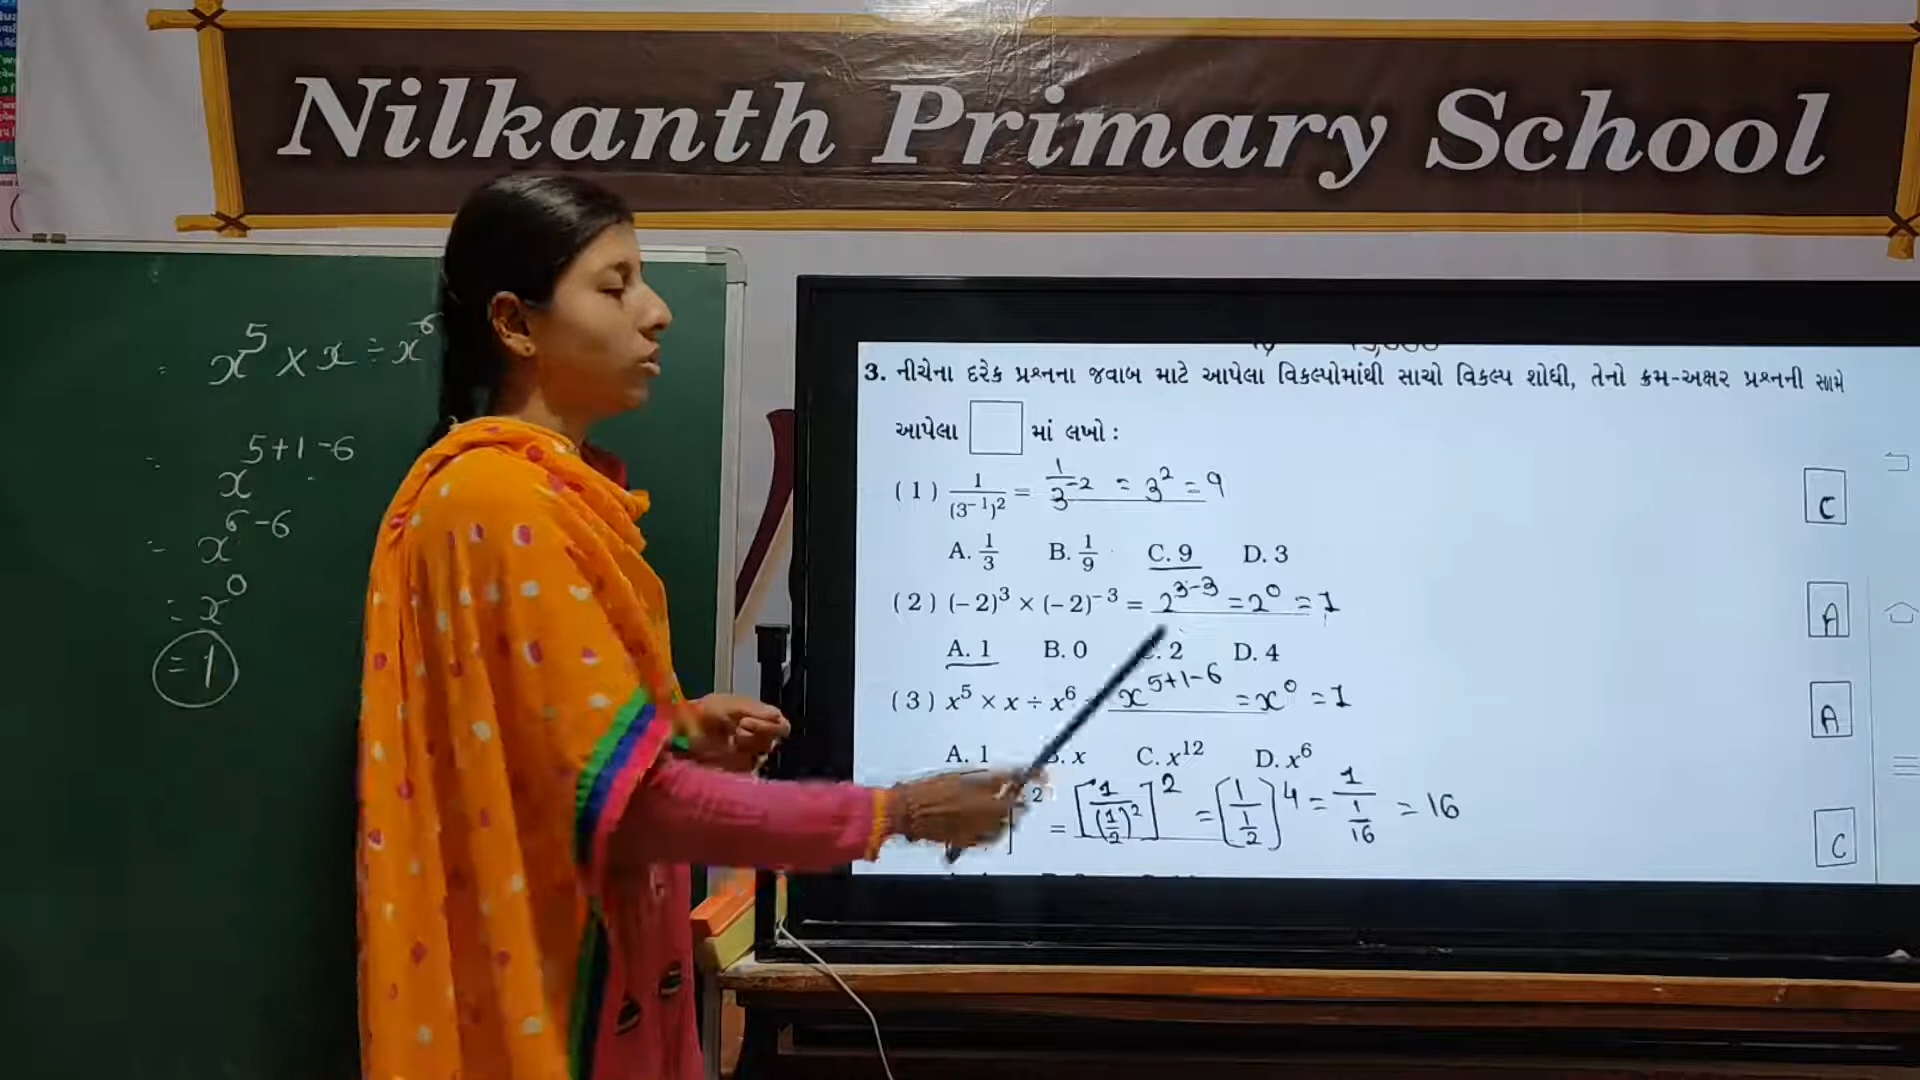 Nilkanth Primary School
x⁵ × x ÷ x⁶
x⁵⁺¹⁻⁶
= x⁶⁻⁶
= x⁰
= 1
3. નીચેના દરેક પ્રશ્નના જવાબ માટે આપેલા વિકલ્પોમાંથી સાચો વિકલ્પ શોધી, તેનો ક્રમ-અક્ષર પ્રશ્નની સામે
આપેલા માં લખો :
(1) 1/(3⁻¹)² = 1/3⁻² = 3² = 9 C
A. 1/3 B. 1/9 C. 9 D. 3
(2) (−2)³ × (−2)⁻³ = 2³⁻³ = 2⁰ = 1 A
A. 1 B. 0 C. 2 D. 4
(3) x⁵ × x ÷ x⁶ x⁵⁺¹⁻⁶ = x⁰ = 1 A
A. 1 B. x C. x¹² D. x⁶
2 = [1/(1/2)²]² = (1/(1/2))⁴ = 1/(1/16) = 16 C